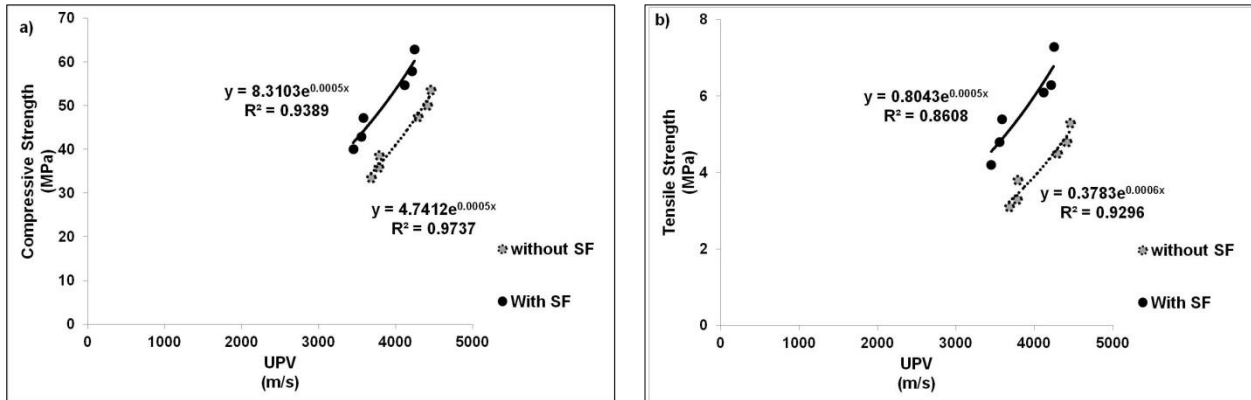 a)
70
60
50
40
30
20
10
0
Compressive Strength
(MPa)
y = 8.3103e^0.0005x
R² = 0.9389
y = 4.7412e^0.0005x
R² = 0.9737
without SF
With SF
0 1000 2000 3000 4000 5000
UPV
(m/s)
b)
8
6
4
2
0
Tensile Strength
(MPa)
y = 0.8043e^0.0005x
R² = 0.8608
y = 0.3783e^0.0006x
R² = 0.9296
without SF
With SF
0 1000 2000 3000 4000 5000
UPV
(m/s)